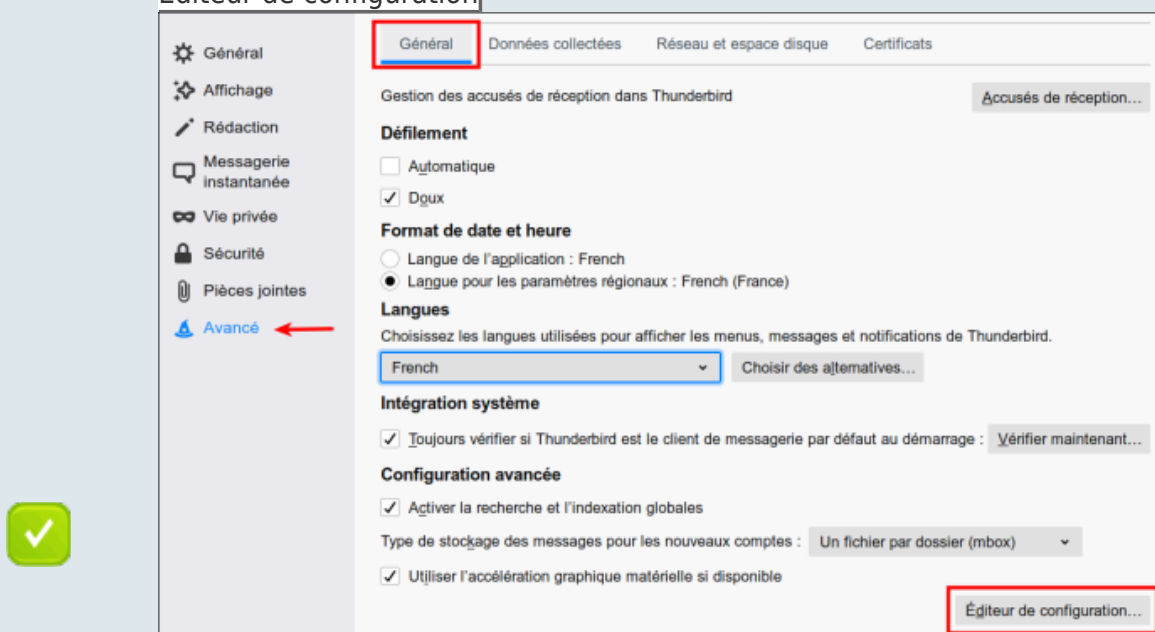 Éditeur de configuration
Général
Affichage
Rédaction
Messagerie
instantanée
Vie privée
Sécurité
Pièces jointes
Avancé
Général Données collectées Réseau et espace disque Certificats
Gestion des accusés de réception dans Thunderbird Accusés de réception...
Défilement
Automatique
Doux
Format de date et heure
Langue de l'application : French
Langue pour les paramètres régionaux : French (France)
Langues
Choisissez les langues utilisées pour afficher les menus, messages et notifications de Thunderbird.
French Choisir des alternatives...
Intégration système
Toujours vérifier si Thunderbird est le client de messagerie par défaut au démarrage : Vérifier maintenant...
Configuration avancée
Activer la recherche et l'indexation globales
Type de stockage des messages pour les nouveaux comptes : Un fichier par dossier (mbox)
Utiliser l'accélération graphique matérielle si disponible
Éditeur de configuration...